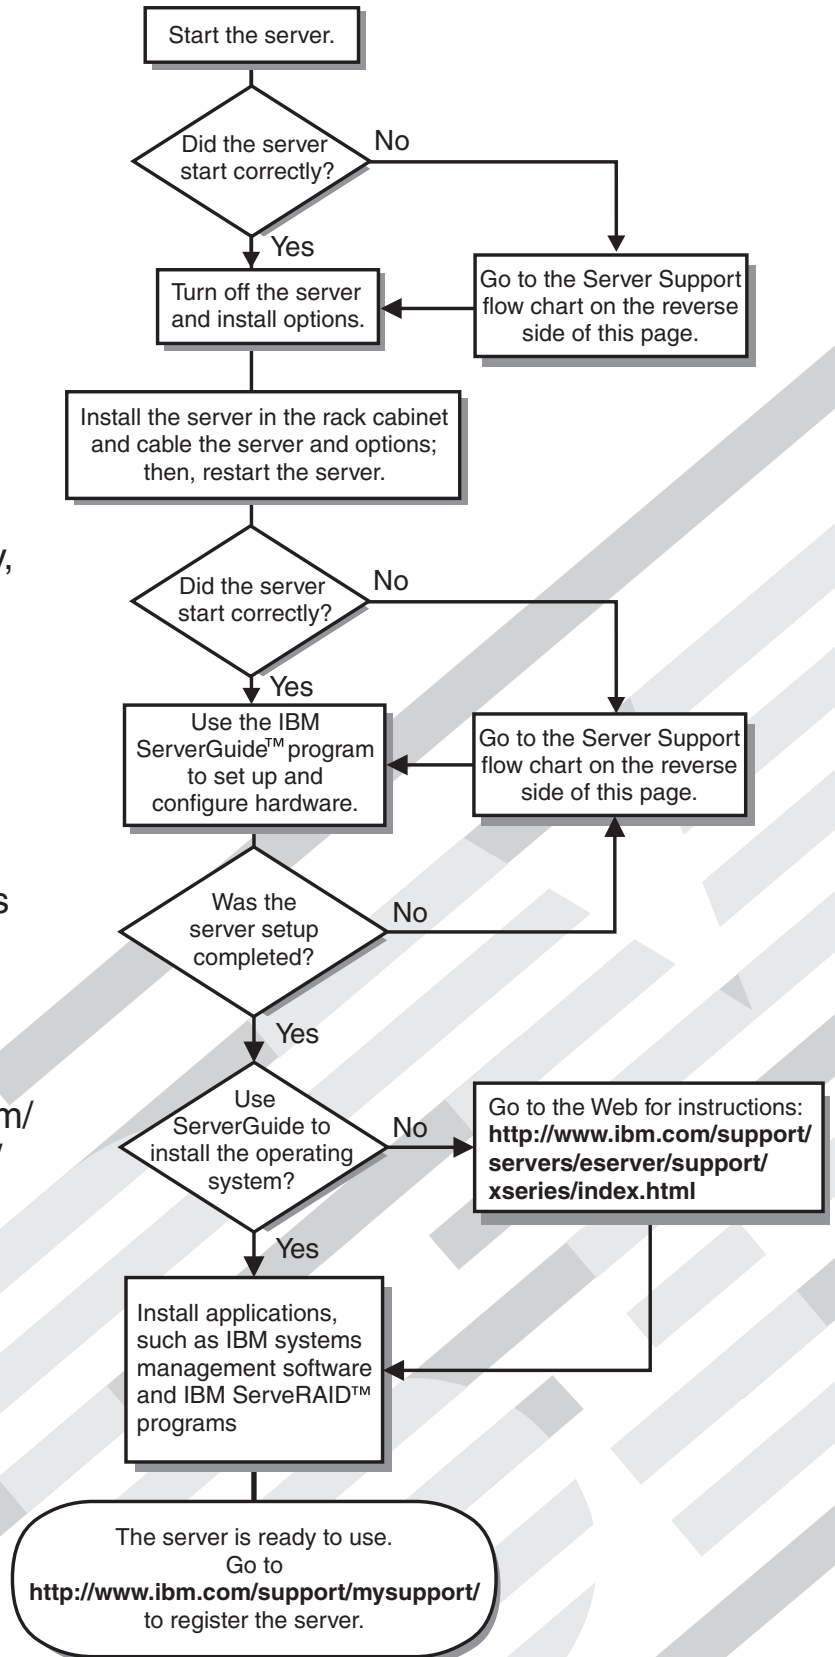 Start the server.
Did the server
start correctly?
No
Yes
Turn off the server
and install options.
Go to the Server Support
flow chart on the reverse
side of this page.
Install the server in the rack cabinet
and cable the server and options;
then, restart the server.
y,
Did the server
start correctly?
No
Yes
Use the IBM
ServerGuide™ program
to set up and
configure hardware.
Go to the Server Support
flow chart on the reverse
side of this page.
s
Was the
server setup
completed?
No
Yes
m/
Use
ServerGuide to
install the operating
system?
No
Go to the Web for instructions:
http://www.ibm.com/support/
servers/eserver/support/
xseries/index.html
Yes
Install applications,
such as IBM systems
management software
and IBM ServeRAID™
programs
The server is ready to use.
Go to
http://www.ibm.com/support/mysupport/
to register the server.